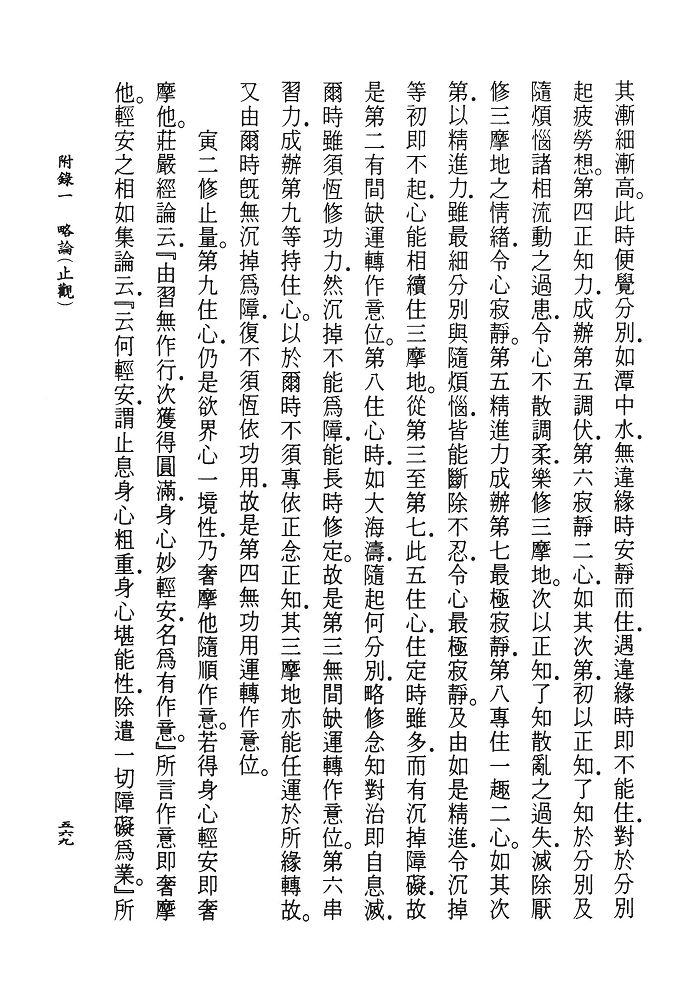 其漸細漸高。此時便覺分別．如潭中水．無違緣時安靜而住．遇違緣時即不能住．對於分別
起疲勞想。第四正知力．成辦第五調伏．第六寂靜二心．如其次第．初以正知．了知於分別及
隨煩惱諸相流動之過患．令心不散調柔．樂修三摩地。次以正知．了知散亂之過失．滅除厭
修三摩地之情緒．令心寂靜。第五精進力成辦第七最極寂靜．第八專住一趣二心。如其次
第．以精進力．雖最細分別與隨煩惱．皆能斷除不忍．令心最極寂靜。及由如是精進．令沉掉
等初即不起．心能相續住三摩地。從第三至第七．此五住心．住定時雖多．而有沉掉障礙．故
是第二有間缺運轉作意位。第八住心時．如大海濤．隨起何分別．略修念知對治即自息滅．
爾時雖須恆修功力．然沉掉不能為障．能長時修定。故是第三無間缺運轉作意位。第六串
習力．成辦第九等持住心。以於爾時不須專依正念正知．其三摩地亦能任運於所緣轉故。
又由爾時旣無沉掉爲障．復不須恆依功用．故是第四無功用運轉作意位。
寅二修止量。第九住心．仍是欲界心一境性．乃奢摩他隨順作意。若得身心輕安即奢
摩他。莊嚴經論云．『由習無作行．次獲得圓滿．身心妙輕安．名爲有作意。』所言作意即奢摩
他。輕安之相如集論云．『云何輕安．謂止息身心粗重．身心堪能性．除遣一切障礙爲業。』所
附錄一　略論（止觀）
五六九